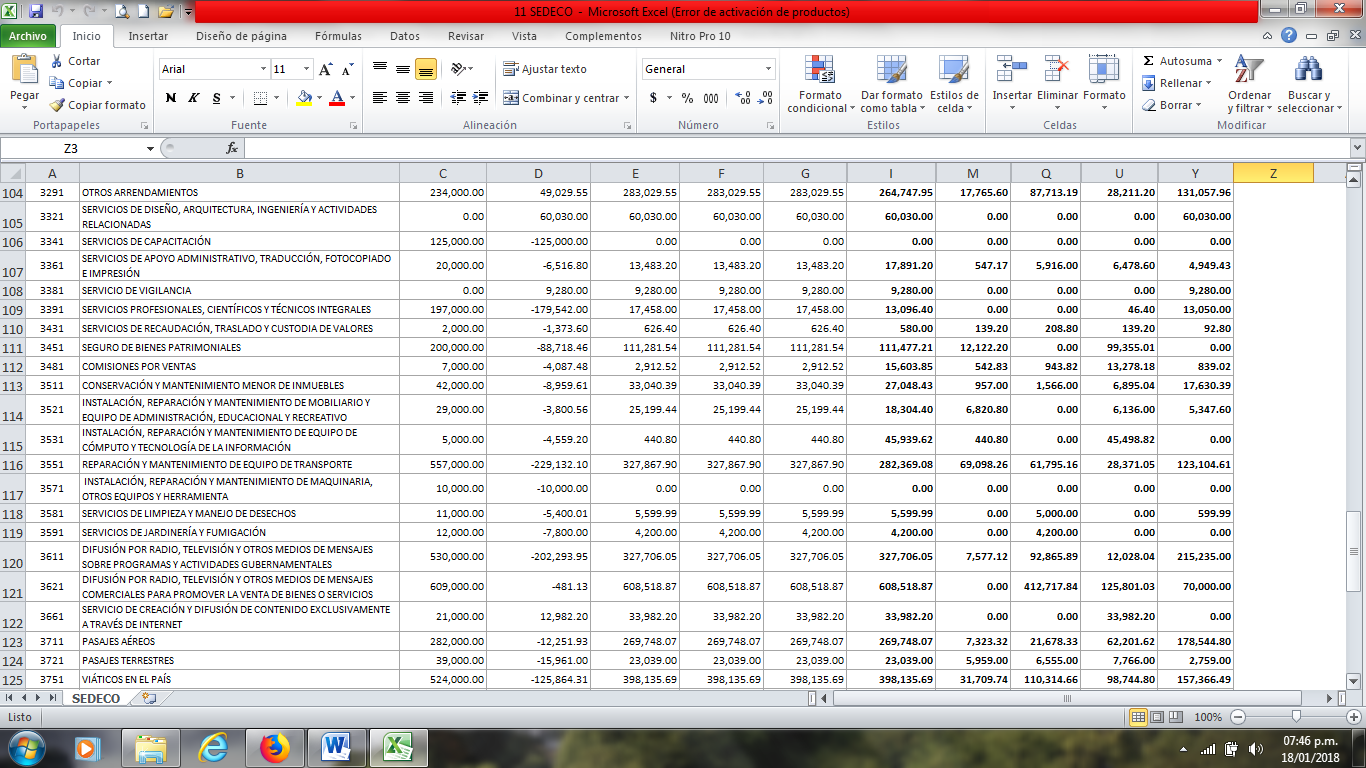 11 SEDECO - Microsoft Excel (Error de activación de productos)
Archivo Inicio Insertar Diseño de página Fórmulas Datos Revisar Vista Complementos Nitro Pro 10
Pegar
Cortar
Copiar
Copiar formato
Portapapeles
Arial 11
N K S
Fuente
Ajustar texto
Combinar y centrar
Alineación
General
$ % 000
Número
Formato condicional
Dar formato como tabla
Estilos de celda
Estilos
Insertar Eliminar Formato
Celdas
Autosuma
Rellenar
Borrar
Ordenar y filtrar
Buscar y seleccionar
Modificar
Z3 fx
A B C D E F G I M Q U Y Z
104 3291 OTROS ARRENDAMIENTOS 234,000.00 49,029.55 283,029.55 283,029.55 283,029.55 264,747.95 17,765.60 87,713.19 28,211.20 131,057.96
SERVICIOS DE DISEÑO, ARQUITECTURA, INGENIERÍA Y ACTIVIDADES
105 3321 RELACIONADAS 0.00 60,030.00 60,030.00 60,030.00 60,030.00 60,030.00 0.00 0.00 0.00 60,030.00
106 3341 SERVICIOS DE CAPACITACIÓN 125,000.00 -125,000.00 0.00 0.00 0.00 0.00 0.00 0.00 0.00 0.00
SERVICIOS DE APOYO ADMINISTRATIVO, TRADUCCIÓN, FOTOCOPIADO
107 3361 E IMPRESIÓN 20,000.00 -6,516.80 13,483.20 13,483.20 13,483.20 17,891.20 547.17 5,916.00 6,478.60 4,949.43
108 3381 SERVICIO DE VIGILANCIA 0.00 9,280.00 9,280.00 9,280.00 9,280.00 9,280.00 0.00 0.00 0.00 9,280.00
109 3391 SERVICIOS PROFESIONALES, CIENTÍFICOS Y TÉCNICOS INTEGRALES 197,000.00 -179,542.00 17,458.00 17,458.00 17,458.00 13,096.40 0.00 0.00 46.40 13,050.00
110 3431 SERVICIOS DE RECAUDACIÓN, TRASLADO Y CUSTODIA DE VALORES 2,000.00 -1,373.60 626.40 626.40 626.40 580.00 139.20 208.80 139.20 92.80
111 3451 SEGURO DE BIENES PATRIMONIALES 200,000.00 -88,718.46 111,281.54 111,281.54 111,281.54 111,477.21 12,122.20 0.00 99,355.01 0.00
112 3481 COMISIONES POR VENTAS 7,000.00 -4,087.48 2,912.52 2,912.52 2,912.52 15,603.85 542.83 943.82 13,278.18 839.02
113 3511 CONSERVACIÓN Y MANTENIMIENTO MENOR DE INMUEBLES 42,000.00 -8,959.61 33,040.39 33,040.39 33,040.39 27,048.43 957.00 1,566.00 6,895.04 17,630.39
INSTALACIÓN, REPARACIÓN Y MANTENIMIENTO DE MOBILIARIO Y
114 3521 EQUIPO DE ADMINISTRACIÓN, EDUCACIONAL Y RECREATIVO 29,000.00 -3,800.56 25,199.44 25,199.44 25,199.44 18,304.40 6,820.80 0.00 6,136.00 5,347.60
INSTALACIÓN, REPARACIÓN Y MANTENIMIENTO DE EQUIPO DE
115 3531 CÓMPUTO Y TECNOLOGÍA DE LA INFORMACIÓN 5,000.00 -4,559.20 440.80 440.80 440.80 45,939.62 440.80 0.00 45,498.82 0.00
116 3551 REPARACIÓN Y MANTENIMIENTO DE EQUIPO DE TRANSPORTE 557,000.00 -229,132.10 327,867.90 327,867.90 327,867.90 282,369.08 69,098.26 61,795.16 28,371.05 123,104.61
INSTALACIÓN, REPARACIÓN Y MANTENIMIENTO DE MAQUINARIA,
117 3571 OTROS EQUIPOS Y HERRAMIENTA 10,000.00 -10,000.00 0.00 0.00 0.00 0.00 0.00 0.00 0.00 0.00
118 3581 SERVICIOS DE LIMPIEZA Y MANEJO DE DESECHOS 11,000.00 -5,400.01 5,599.99 5,599.99 5,599.99 5,599.99 0.00 5,000.00 0.00 599.99
119 3591 SERVICIOS DE JARDINERÍA Y FUMIGACIÓN 12,000.00 -7,800.00 4,200.00 4,200.00 4,200.00 4,200.00 0.00 4,200.00 0.00 0.00
DIFUSIÓN POR RADIO, TELEVISIÓN Y OTROS MEDIOS DE MENSAJES
120 3611 SOBRE PROGRAMAS Y ACTIVIDADES GUBERNAMENTALES 530,000.00 -202,293.95 327,706.05 327,706.05 327,706.05 327,706.05 7,577.12 92,865.89 12,028.04 215,235.00
DIFUSIÓN POR RADIO, TELEVISIÓN Y OTROS MEDIOS DE MENSAJES
121 3621 COMERCIALES PARA PROMOVER LA VENTA DE BIENES O SERVICIOS 609,000.00 -481.13 608,518.87 608,518.87 608,518.87 608,518.87 0.00 412,717.84 125,801.03 70,000.00
SERVICIO DE CREACIÓN Y DIFUSIÓN DE CONTENIDO EXCLUSIVAMENTE
122 3661 A TRAVÉS DE INTERNET 21,000.00 12,982.20 33,982.20 33,982.20 33,982.20 33,982.20 0.00 0.00 33,982.20 0.00
123 3711 PASAJES AÉREOS 282,000.00 -12,251.93 269,748.07 269,748.07 269,748.07 269,748.07 7,323.32 21,678.33 62,201.62 178,544.80
124 3721 PASAJES TERRESTRES 39,000.00 -15,961.00 23,039.00 23,039.00 23,039.00 23,039.00 5,959.00 6,555.00 7,766.00 2,759.00
125 3751 VIÁTICOS EN EL PAÍS 524,000.00 -125,864.31 398,135.69 398,135.69 398,135.69 398,135.69 31,709.74 110,314.66 98,744.80 157,366.49
SEDECO
Listo 100%
07:46 p.m.
18/01/2018